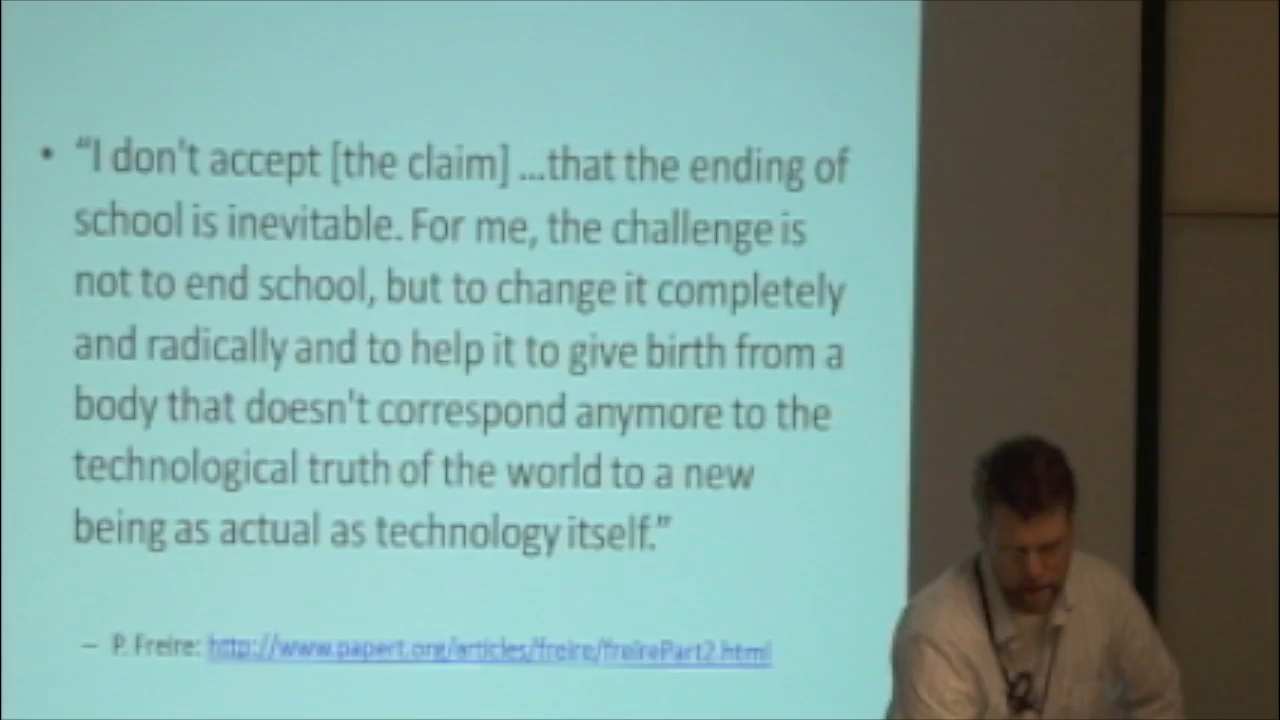 • “I don't accept [the claim] ...that the ending of
school is inevitable. For me, the challenge is
not to end school, but to change it completely
and radically and to help it to give birth from a
body that doesn't correspond anymore to the
technological truth of the world to a new
being as actual as technology itself.”
– P. Freire: http://www.papert.org/articles/freire/freirePart2.html